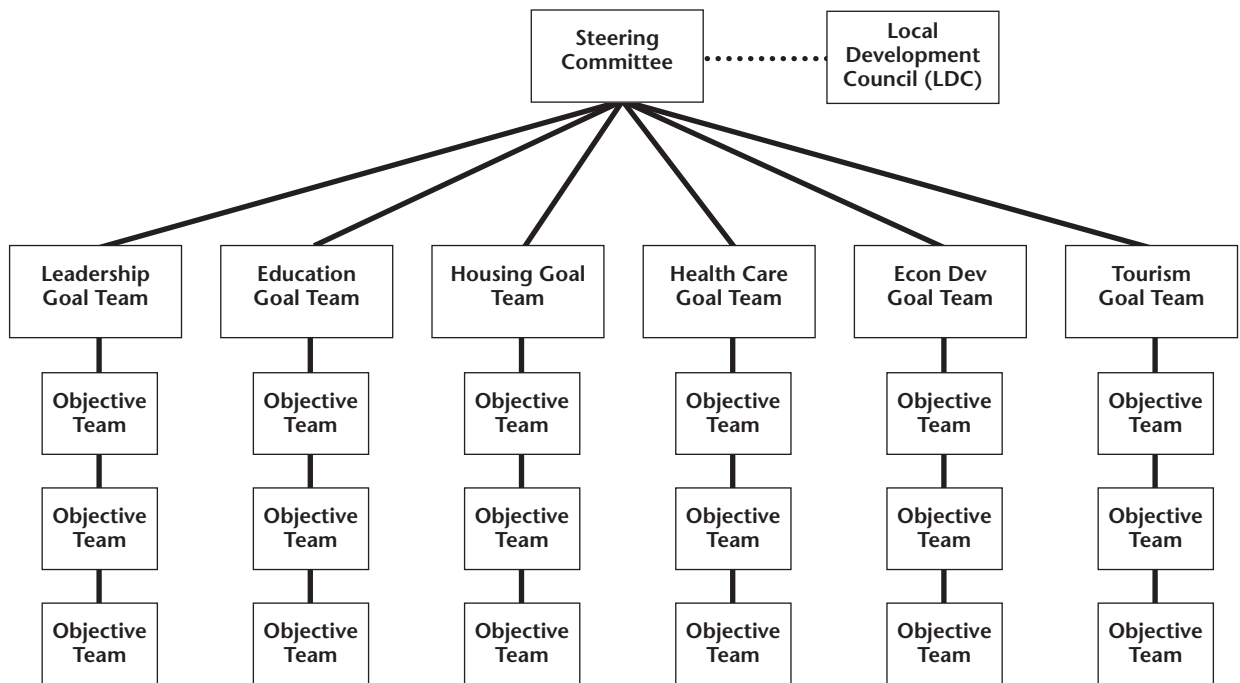 Steering
Committee
Local
Development
Council (LDC)
Leadership
Goal Team
Education
Goal Team
Housing Goal
Team
Health Care
Goal Team
Econ Dev
Goal Team
Tourism
Goal Team
Objective
Team
Objective
Team
Objective
Team
Objective
Team
Objective
Team
Objective
Team
Objective
Team
Objective
Team
Objective
Team
Objective
Team
Objective
Team
Objective
Team
Objective
Team
Objective
Team
Objective
Team
Objective
Team
Objective
Team
Objective
Team